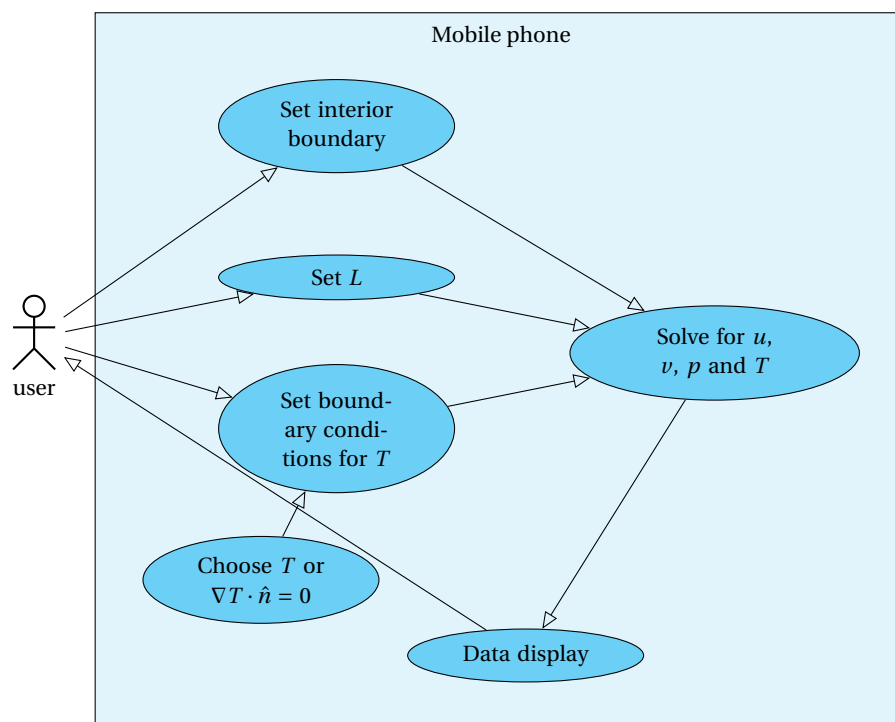 Mobile phone
Set interior
boundary
Set L
Solve for u,
v, p and T
user
Set bound-
ary condi-
tions for T
Choose T or
∇T · n̂ = 0
Data display